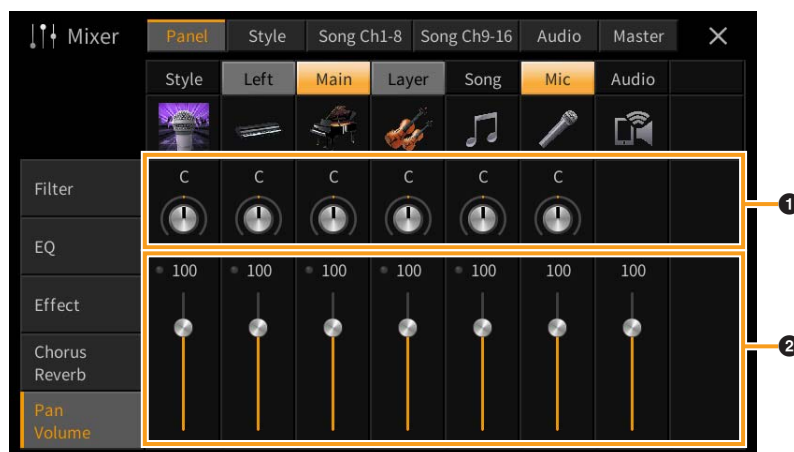 Mixer
Panel Style Song Ch1-8 Song Ch9-16 Audio Master
Style Left Main Layer Song Mic Audio
Filter
C C C C C C
1
EQ
100 100 100 100 100 100 100
Effect
2
Chorus
Reverb
Pan
Volume